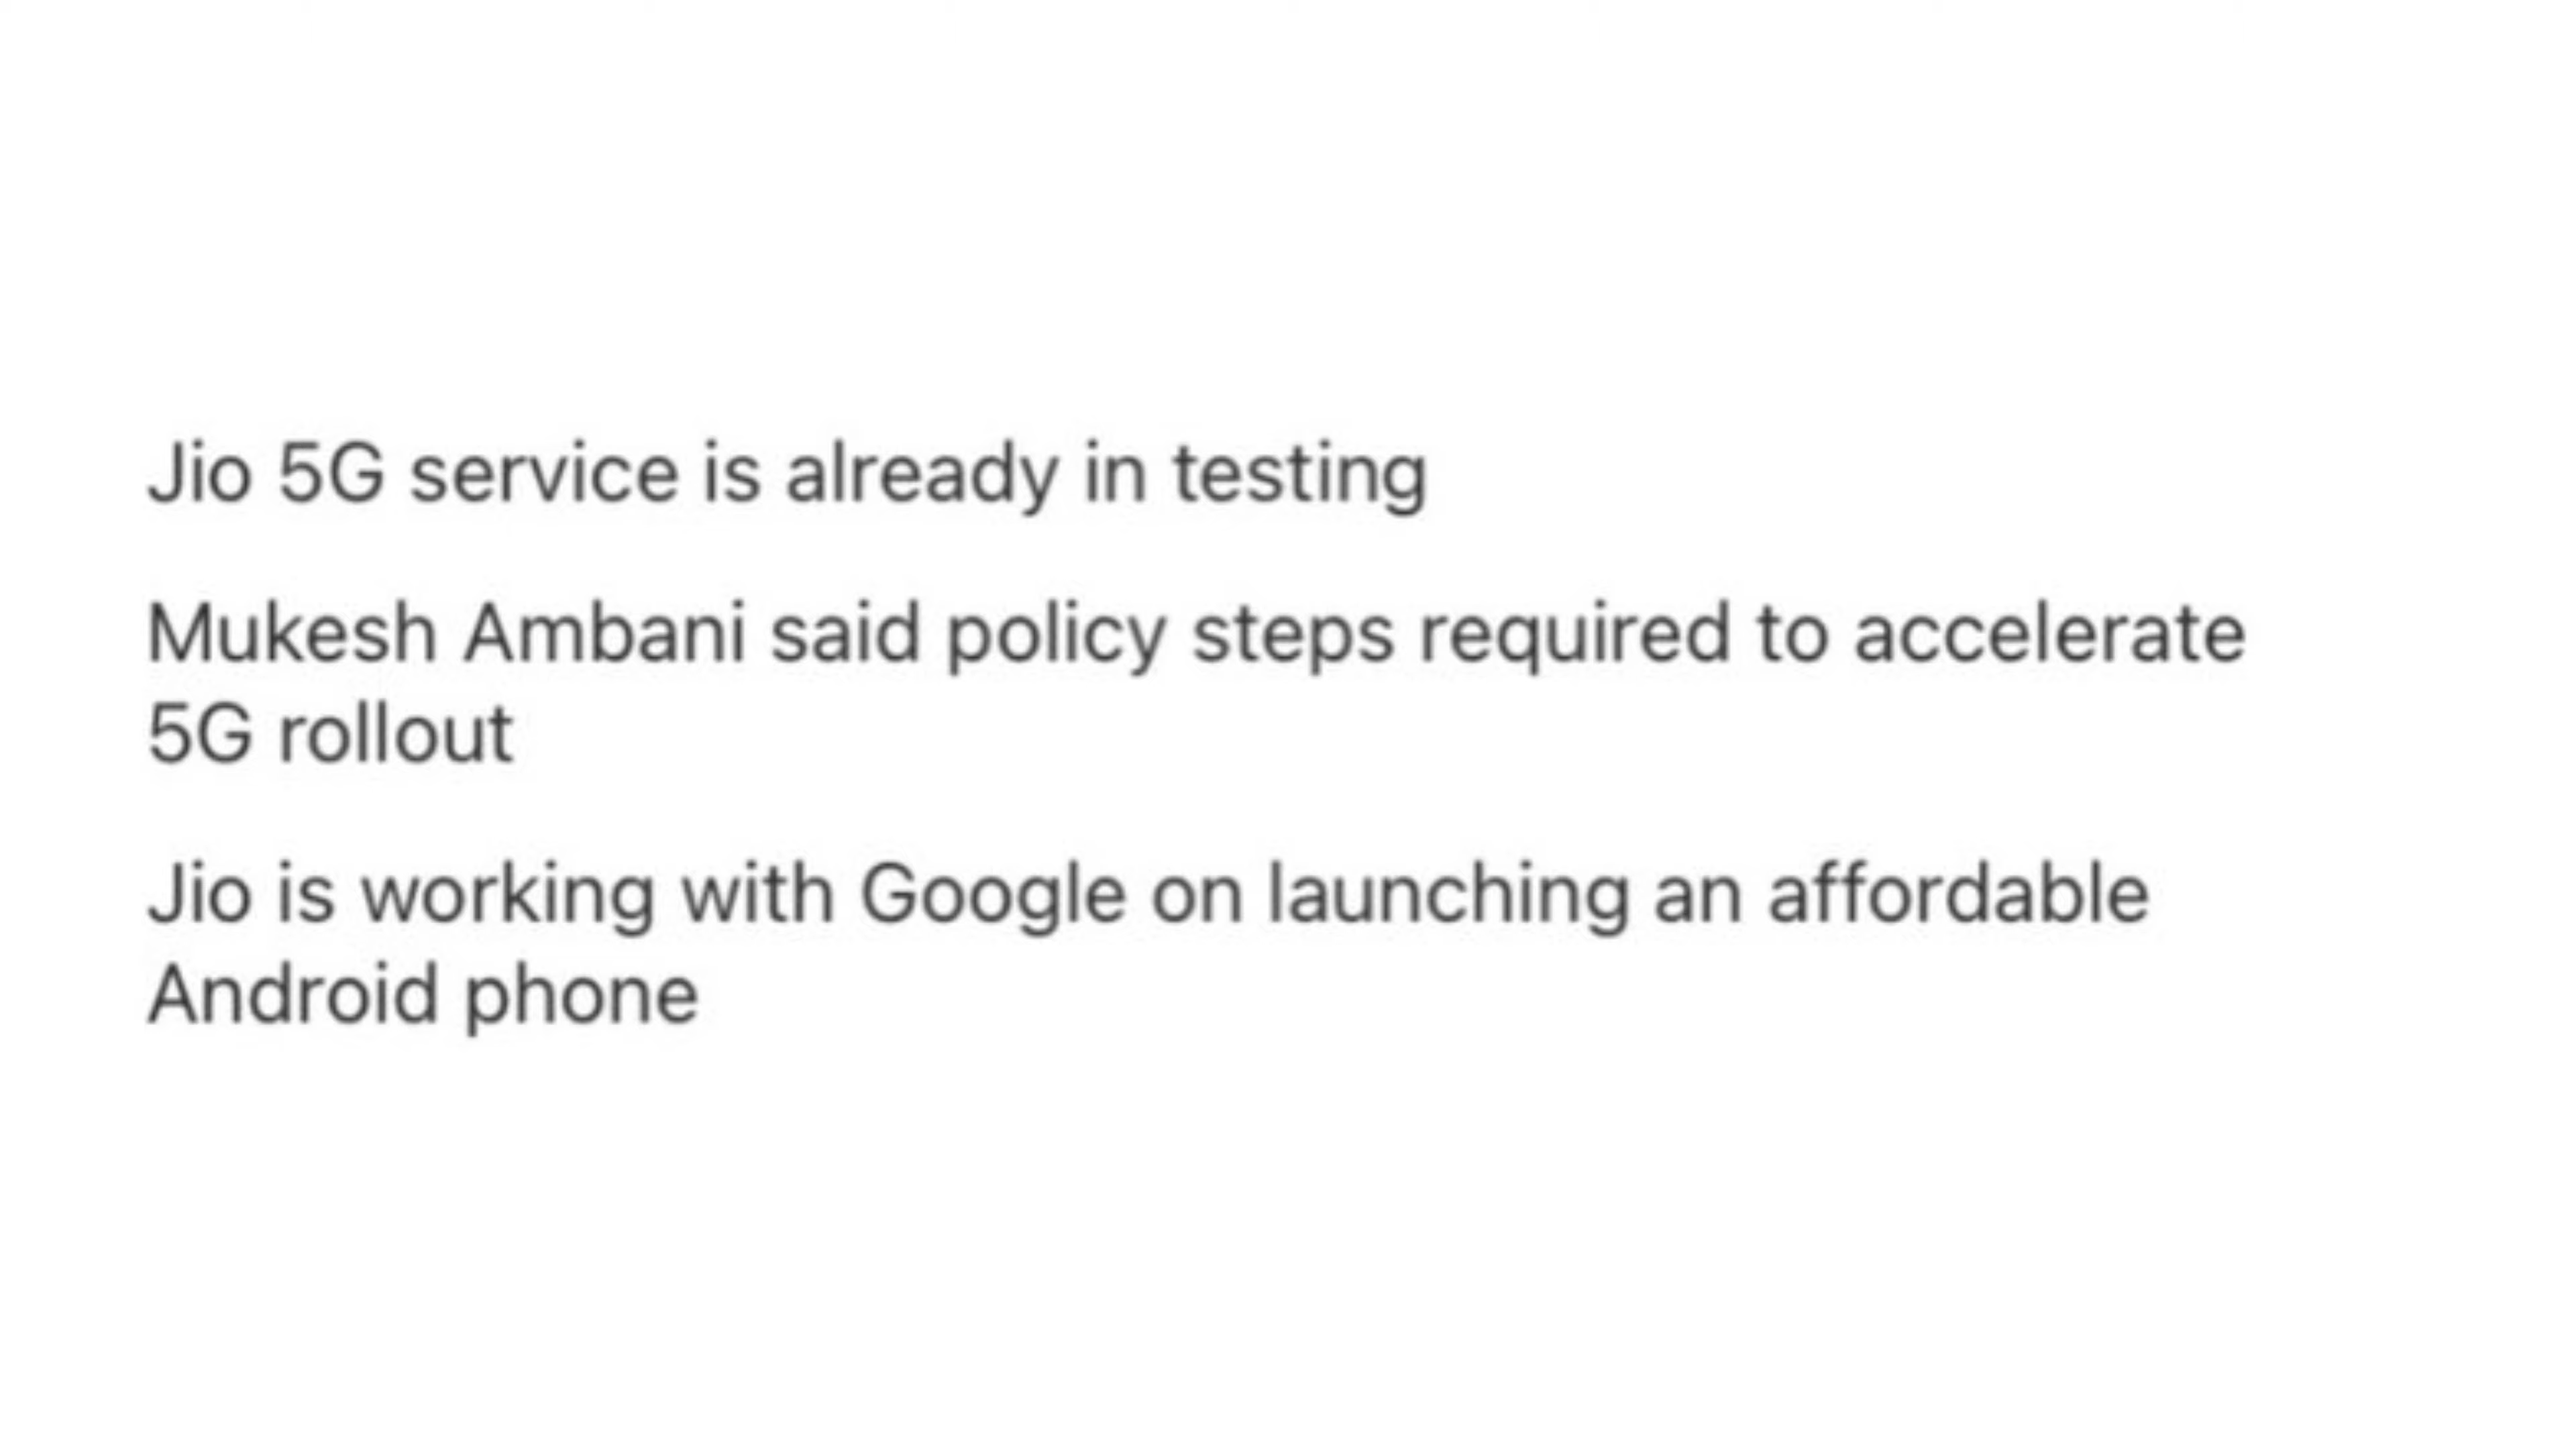 Jio 5G service is already in testing
Mukesh Ambani said policy steps required to accelerate
5G rollout
Jio is working with Google on launching an affordable
Android phone